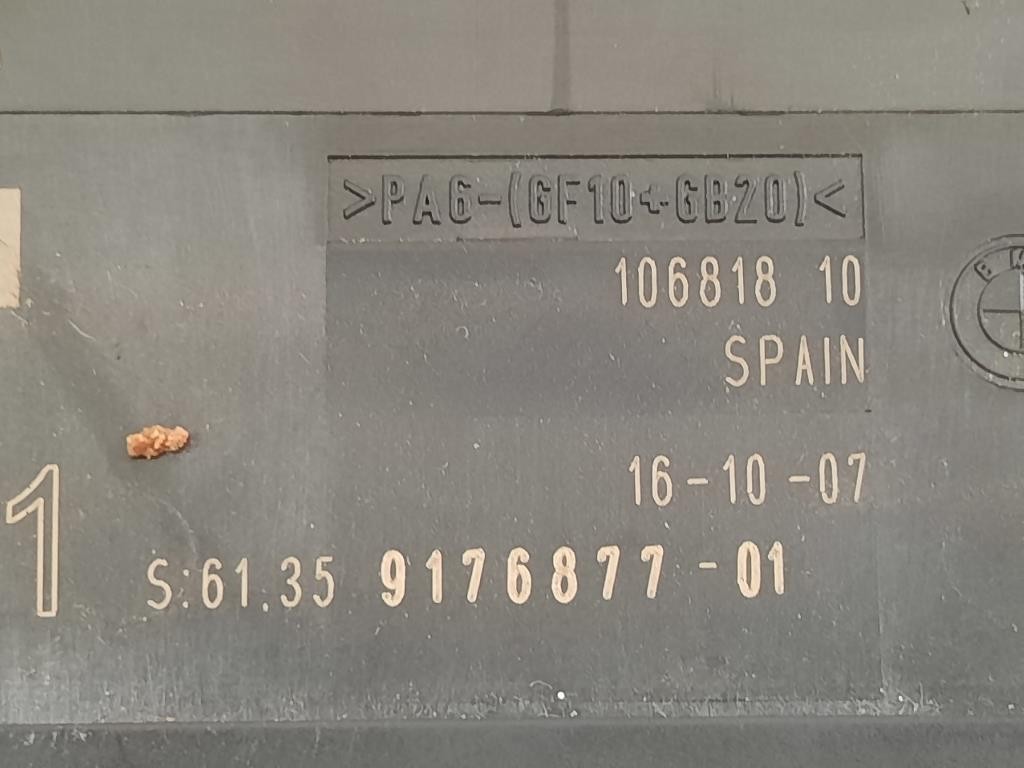 >PA6-(GF10+GB20)<
106818 10
SPAIN
16-10-07
1
S:61.35 9176877-01